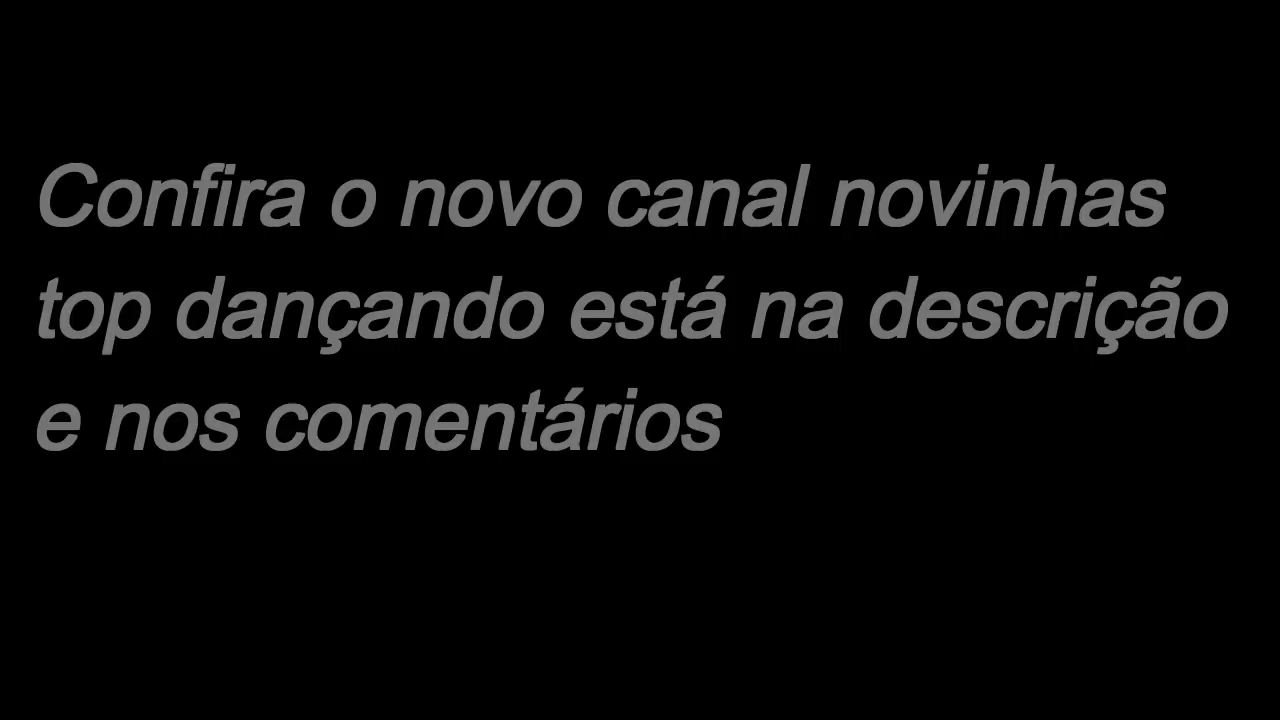 Confira o novo canal novinhas
top dançando está na descrição
e nos comentários